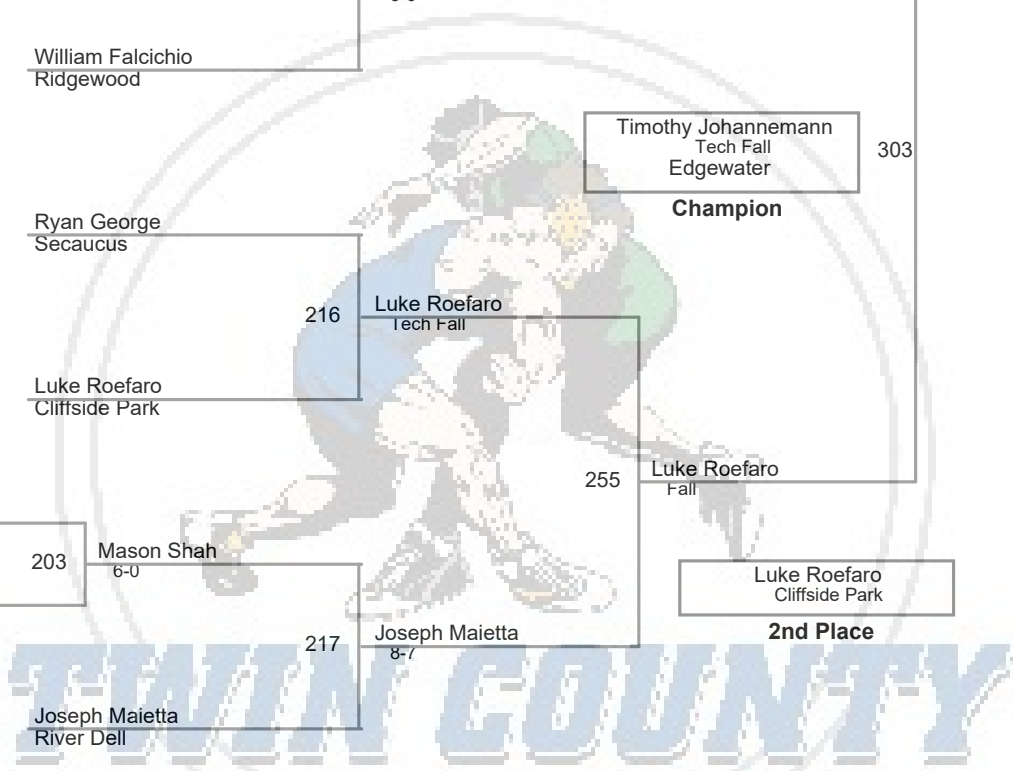 William Falcichio
Ridgewood
Timothy Johannemann
Tech Fall
Edgewater
303
Champion
Ryan George
Secaucus
216
Luke Roefaro
Tech Fall
Luke Roefaro
Cliffside Park
255
Luke Roefaro
Fall
203
Mason Shah
6-0
Luke Roefaro
Cliffside Park
2nd Place
217
Joseph Maietta
8-7
Joseph Maietta
River Dell
TWIN COUNTY